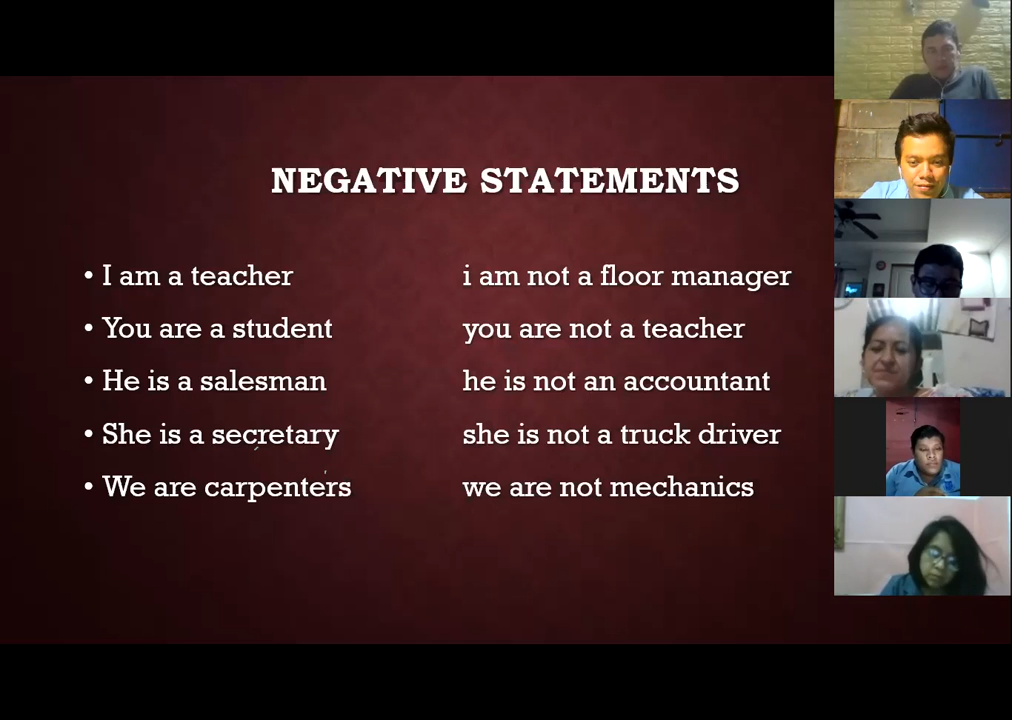 NEGATIVE STATEMENTS
• I am a teacher i am not a floor manager
• You are a student you are not a teacher
• He is a salesman he is not an accountant
• She is a secretary she is not a truck driver
• We are carpenters we are not mechanics